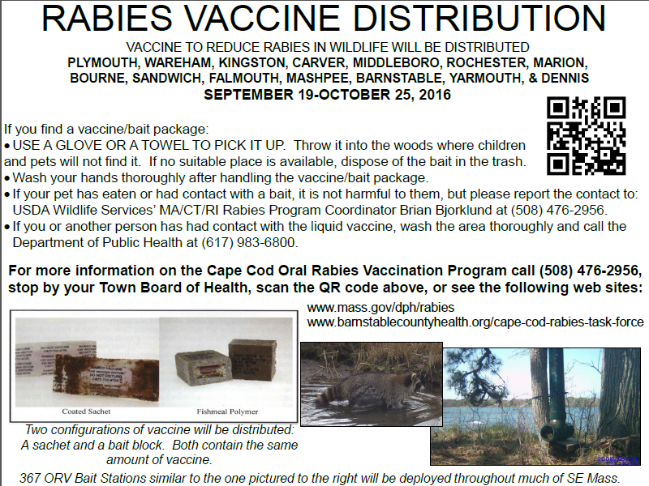 RABIES VACCINE DISTRIBUTION
VACCINE TO REDUCE RABIES IN WILDLIFE WILL BE DISTRIBUTED
PLYMOUTH, WAREHAM, KINGSTON, CARVER, MIDDLEBORO, ROCHESTER, MARION,
BOURNE, SANDWICH, FALMOUTH, MASHPEE, BARNSTABLE, YARMOUTH, & DENNIS
SEPTEMBER 19-OCTOBER 25, 2016
If you find a vaccine/bait package:
• USE A GLOVE OR A TOWEL TO PICK IT UP. Throw it into the woods where children
and pets will not find it. If no suitable place is available, dispose of the bait in the trash.
• Wash your hands thoroughly after handling the vaccine/bait package.
• If your pet has eaten or had contact with a bait, it is not harmful to them, but please report the contact to:
USDA Wildlife Services' MA/CT/RI Rabies Program Coordinator Brian Bjorklund at (508) 476-2956.
• If you or another person has had contact with the liquid vaccine, wash the area thoroughly and call the
Department of Public Health at (617) 983-6800.
For more information on the Cape Cod Oral Rabies Vaccination Program call (508) 476-2956,
stop by your Town Board of Health, scan the QR code above, or see the following web sites:
www.mass.gov/dph/rabies
www.barnstablecountyhealth.org/cape-cod-rabies-task-force
Coated Sachet
Fishmeal Polymer
Two configurations of vaccine will be distributed:
A sachet and a bait block. Both contain the same
amount of vaccine.
367 ORV Bait Stations similar to the one pictured to the right will be deployed throughout much of SE Mass.